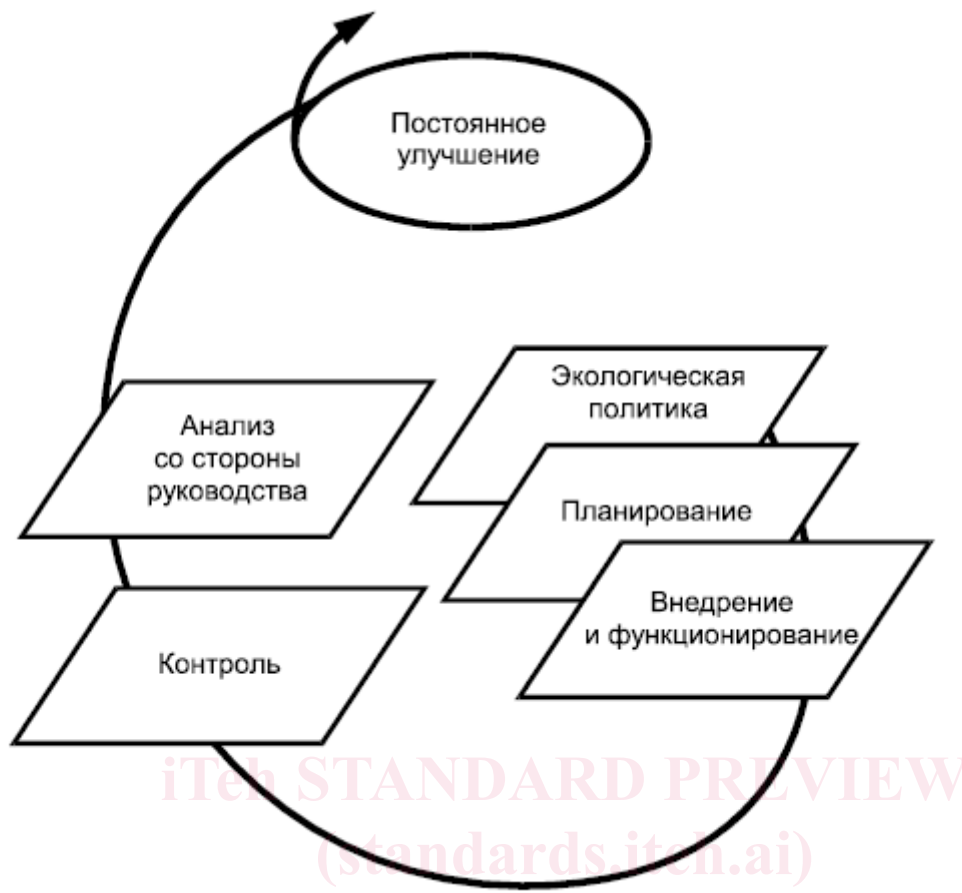 Постоянное
улучшение
Экологическая
политика
Анализ
со стороны
руководства
Планирование
Внедрение
и функционирование
Контроль
iTeh STANDARD PREVIEW
(standards.iteh.ai)